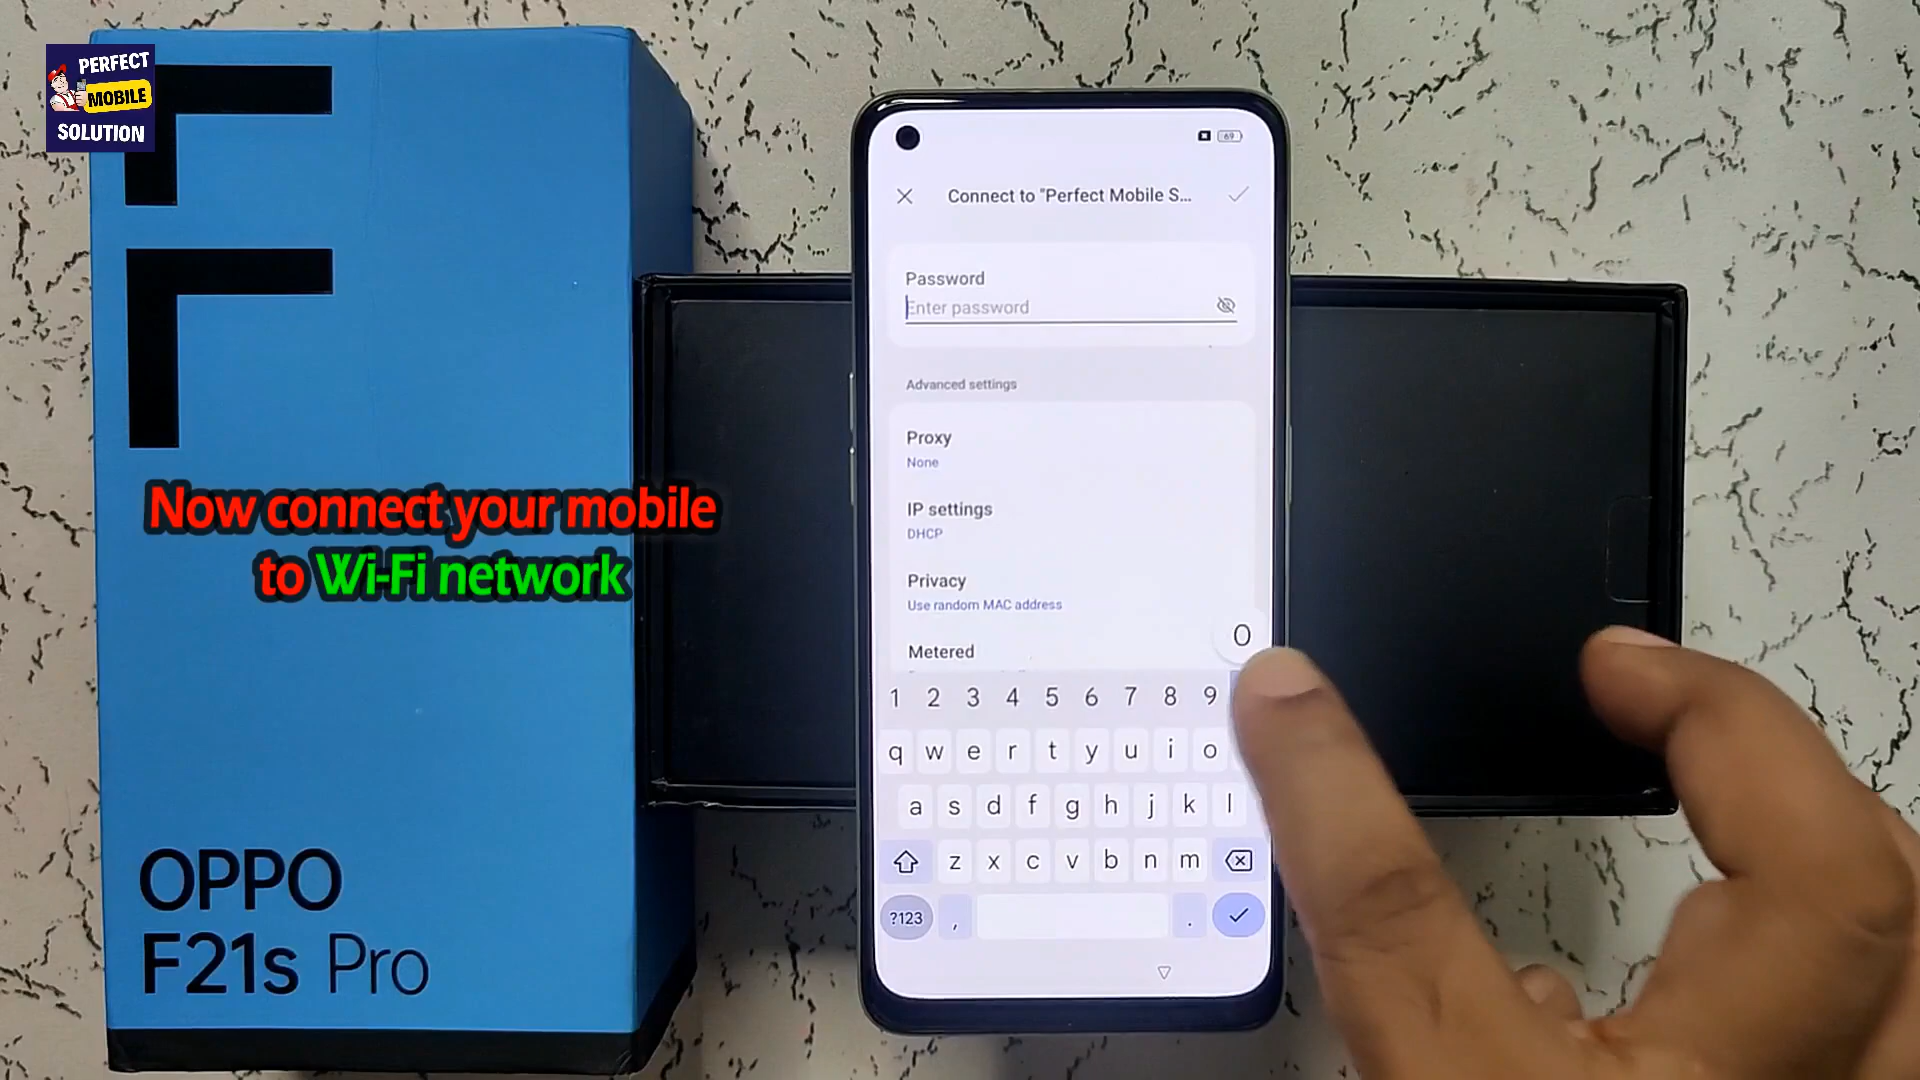 PERFECT
MOBILE
SOLUTION
69
Connect to "Perfect Mobile S...
Password
Enter password
Advanced settings
Proxy
None
IP settings
DHCP
Privacy
Use random MAC address
Metered
0
1 2 3 4 5 6 7 8 9
q w e r t y u i o
a s d f g h j k l
z x c v b n m
?123 , .
Now connect your mobile
to Wi-Fi network
OPPO
F21s Pro